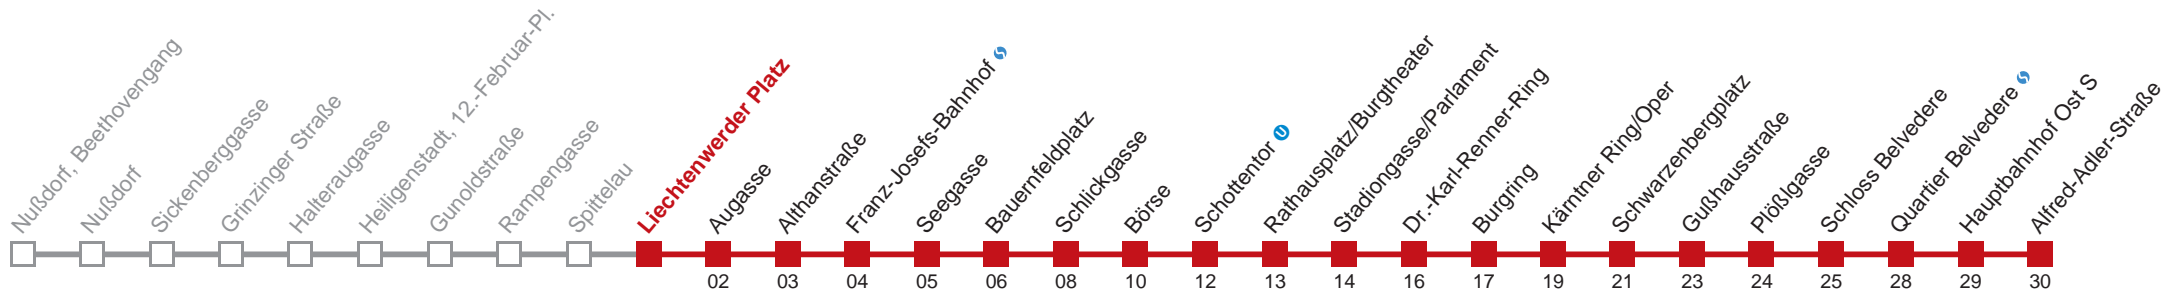 Nußdorf, Beethovengang
Nußdorf
Sickenberggasse
Grinzinger Straße
Halteraugasse
Heiligenstadt, 12.-Februar-Pl.
Gunoldstraße
Rampengasse
Spittelau
Liechtenwerder Platz
Augasse
Althanstraße
Franz-Josefs-Bahnhof S
Seegasse
Bauernfeldplatz
Schlickgasse
Börse
Schottentor U
Rathausplatz/Burgtheater
Stadiongasse/Parlament
Dr.-Karl-Renner-Ring
Burgring
Kärntner Ring/Oper
Schwarzenbergplatz
Gußhausstraße
Plößlgasse
Schloss Belvedere
Quartier Belvedere S
Hauptbahnhof Ost S
Alfred-Adler-Straße
02 03 04 05 06 08 10 12 13 14 16 17 19 21 23 24 25 28 29 30